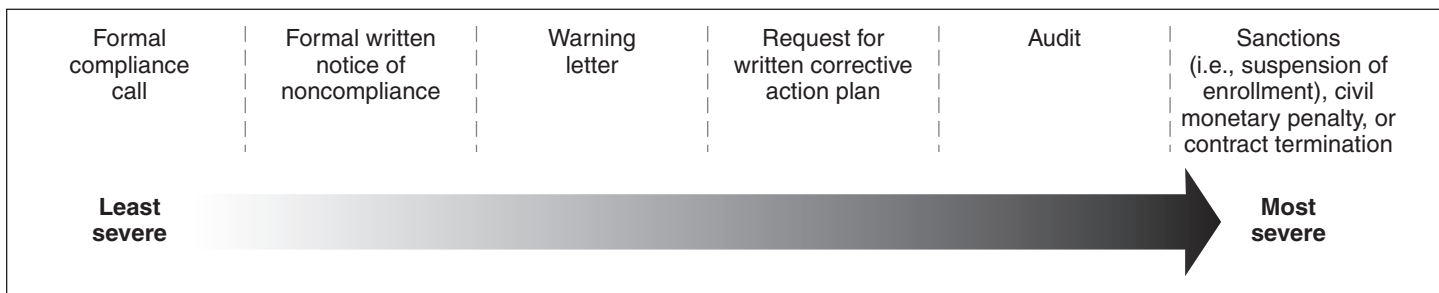 Formal
compliance
call
Formal written
notice of
noncompliance
Warning
letter
Request for
written corrective
action plan
Audit
Sanctions
(i.e., suspension of
enrollment), civil
monetary penalty, or
contract termination
Least
severe
Most
severe